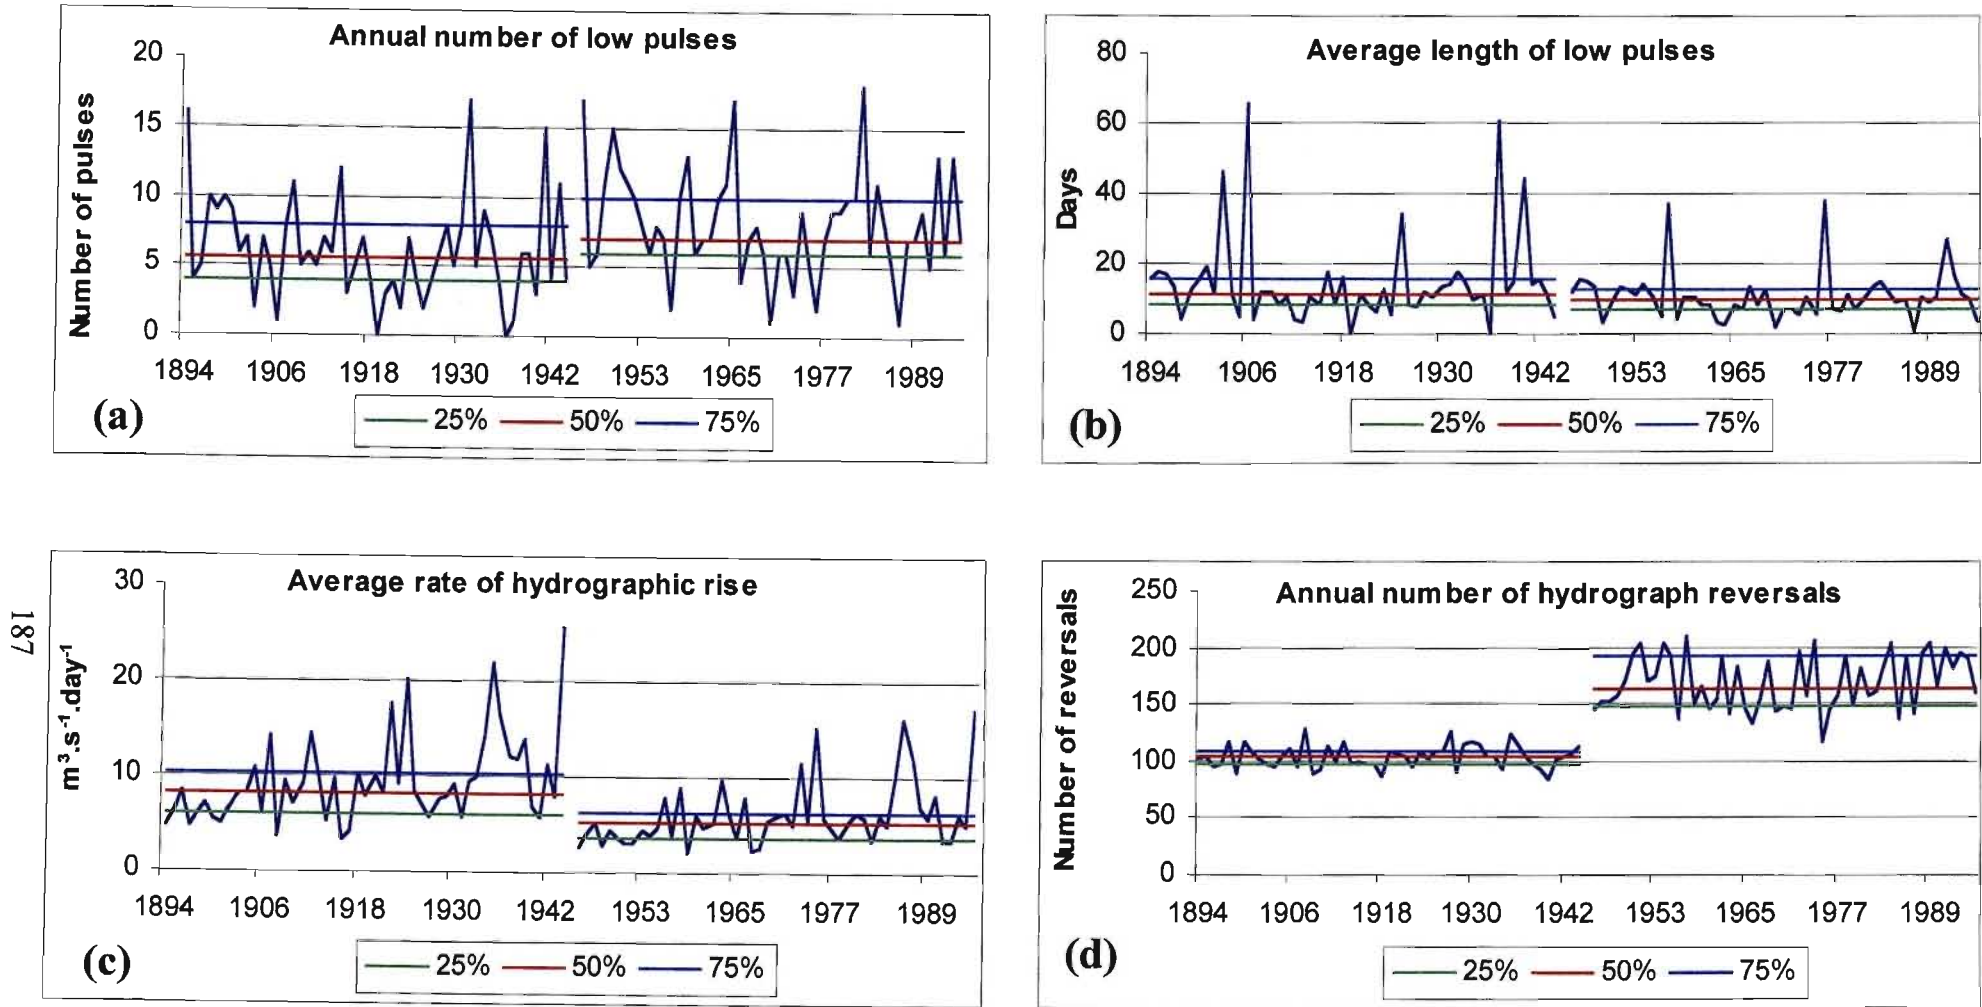 Annual number of low pulses
Number of pulses
20
15
10
5
0
1894 1906 1918 1930 1942 1953 1965 1977 1989
(a)
25% 50% 75%
Average length of low pulses
Days
80
60
40
20
0
1894 1906 1918 1930 1942 1953 1965 1977 1989
(b)
25% 50% 75%
187
Average rate of hydrographic rise
m³.s⁻¹.day⁻¹
30
20
10
0
1894 1906 1918 1930 1942 1953 1965 1977 1989
(c)
25% 50% 75%
Annual number of hydrograph reversals
Number of reversals
250
200
150
100
50
0
1894 1906 1918 1930 1942 1953 1965 1977 1989
(d)
25% 50% 75%